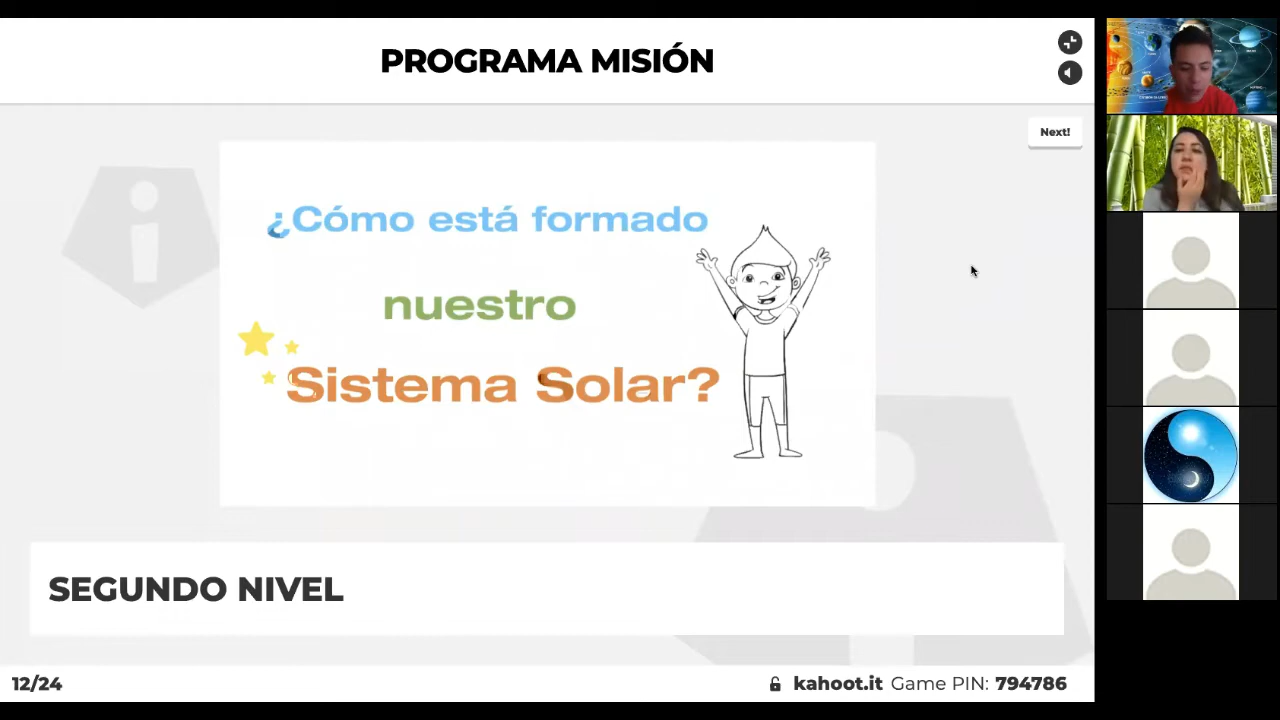 PROGRAMA MISIÓN
Next!
¿Cómo está formado
nuestro
Sistema Solar?
SEGUNDO NIVEL
12/24
kahoot.it Game PIN: 794786